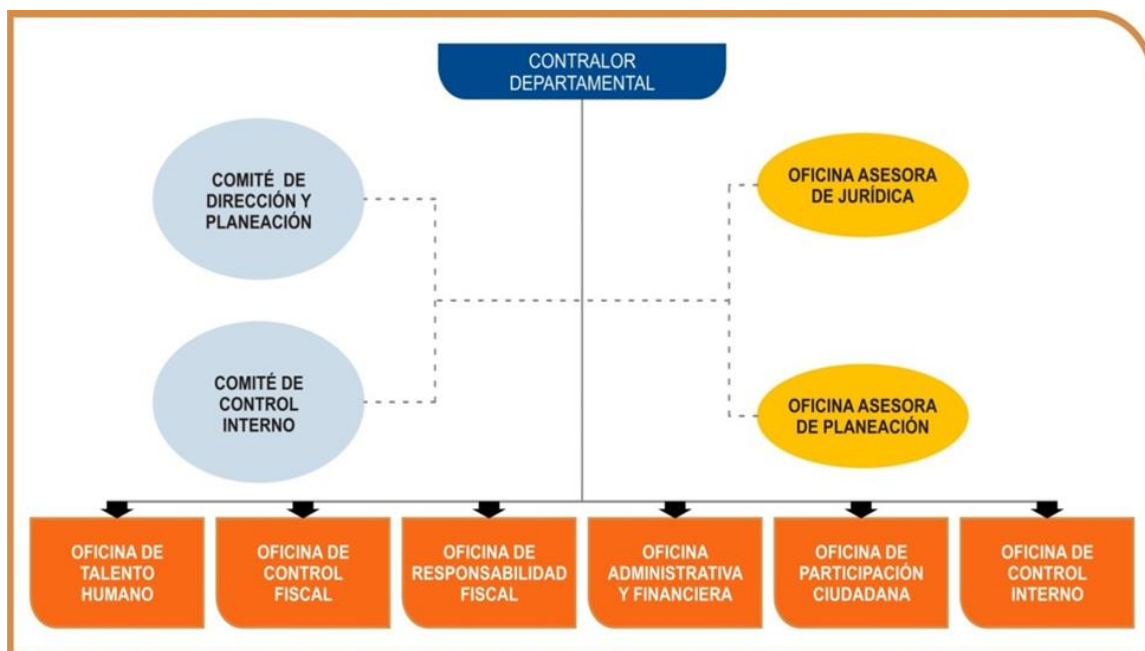 CONTRALOR
DEPARTAMENTAL
COMITÉ DE
DIRECCIÓN Y
PLANEACIÓN
OFICINA ASESORA
DE JURÍDICA
COMITÉ DE
CONTROL
INTERNO
OFICINA ASESORA
DE PLANEACIÓN
OFICINA DE
TALENTO
HUMANO
OFICINA DE
CONTROL
FISCAL
OFICINA DE
RESPONSABILIDAD
FISCAL
OFICINA
ADMINISTRATIVA
Y FINANCIERA
OFICINA DE
PARTICIPACIÓN
CIUDADANA
OFICINA DE
CONTROL
INTERNO